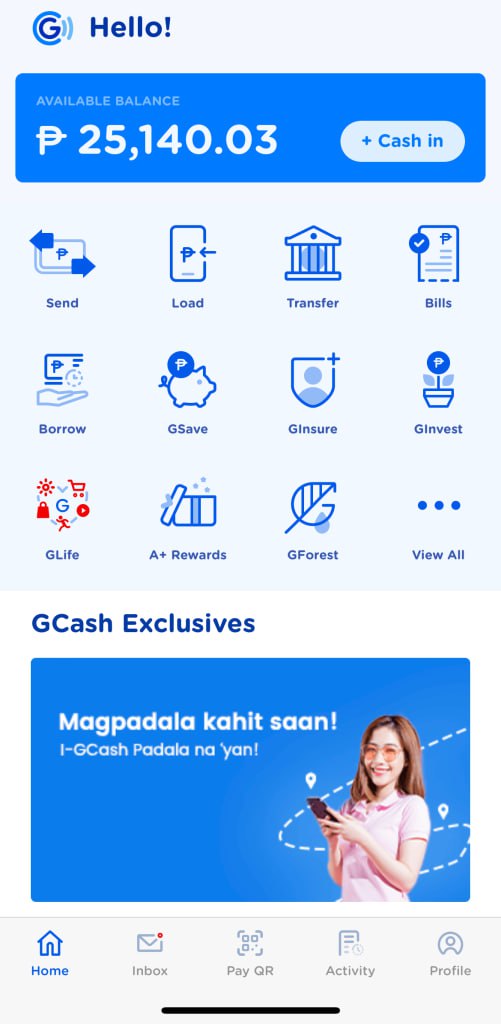 G Hello!
AVAILABLE BALANCE
₱ 25,140.03
+ Cash in
₱ ₱ ₱
Send Load Transfer Bills
₱ ₱ ₱
Borrow GSave GInsure GInvest
G
GLife A+ Rewards GForest View All
GCash Exclusives
Magpadala kahit saan!
I-GCash Padala na 'yan!
Home Inbox Pay QR Activity Profile